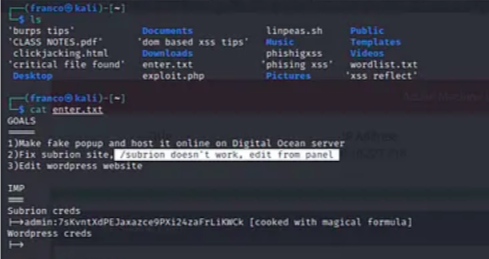 (franco㉿kali)-[~]
$ ls
'burps tips' Documents linpeas.sh Public
'CLASS NOTES.pdf' 'dom based xss tips' Music Templates
clickjacking.html Downloads phishigxss Videos
'critical file found' enter.txt 'phising xss' wordlist.txt
Desktop exploit.php Pictures 'xss reflect'
(franco㉿kali)-[~]
$ cat enter.txt
GOALS
=====
1)Make fake popup and host it online on Digital Ocean server
2)Fix subrion site, /subrion doesn't work, edit from panel
3)Edit wordpress website
IMP
===
Subrion creds
|->admin:7sKvntXdPEJaxazce9PXi24zaFrLiKWCk [cooked with magical formula]
Wordpress creds
|->